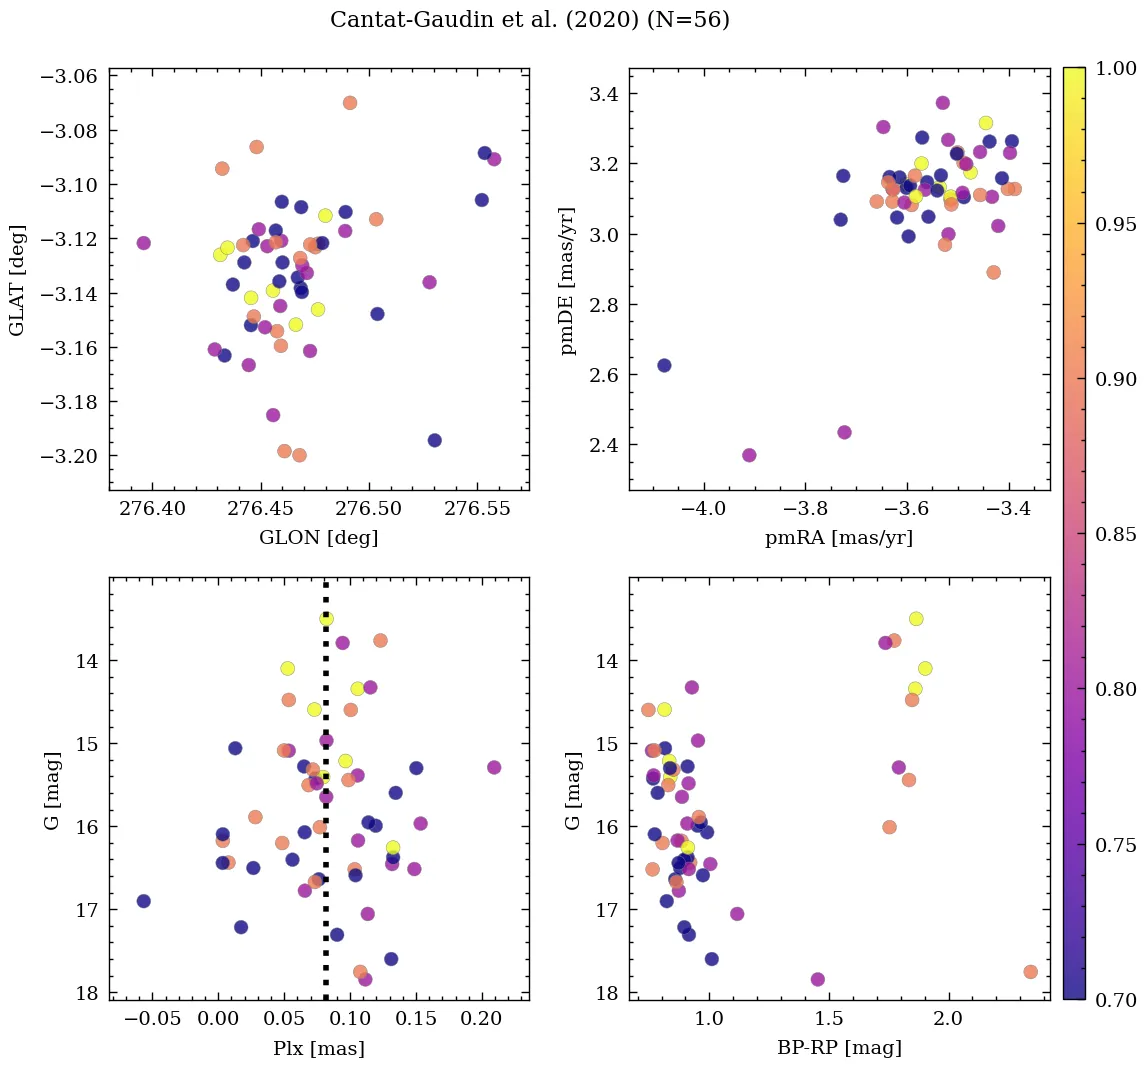 Cantat-Gaudin et al. (2020) (N=56)
−3.06
−3.08
−3.10
−3.12
−3.14
−3.16
−3.18
−3.20
GLAT [deg]
276.40 276.45 276.50 276.55
GLON [deg]
3.4
3.2
3.0
2.8
2.6
2.4
pmDE [mas/yr]
−4.0 −3.8 −3.6 −3.4
pmRA [mas/yr]
14
15
16
17
18
G [mag]
−0.05 0.00 0.05 0.10 0.15 0.20
Plx [mas]
14
15
16
17
18
G [mag]
1.0 1.5 2.0
BP-RP [mag]
1.00
0.95
0.90
0.85
0.80
0.75
0.70